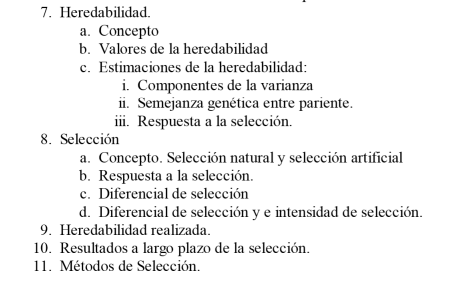 7. Heredabilidad.
a. Concepto
b. Valores de la heredabilidad
c. Estimaciones de la heredabilidad:
i. Componentes de la varianza
ii. Semejanza genética entre pariente.
iii. Respuesta a la selección.
8. Selección
a. Concepto. Selección natural y selección artificial
b. Respuesta a la selección.
c. Diferencial de selección
d. Diferencial de selección y e intensidad de selección.
9. Heredabilidad realizada.
10. Resultados a largo plazo de la selección.
11. Métodos de Selección.